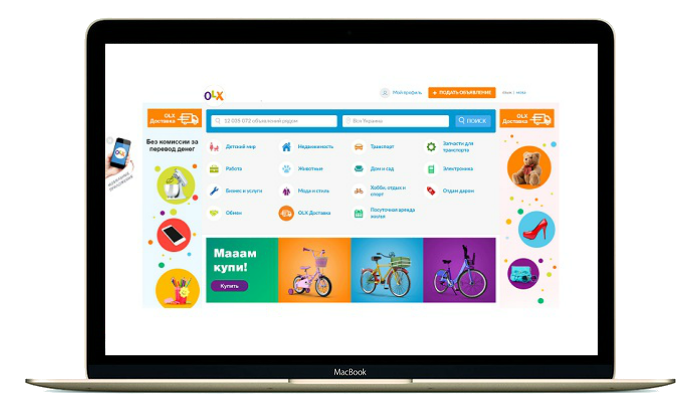 OLX
Мой профиль
+ ПОДАТЬ ОБЪЯВЛЕНИЕ
OLX
Доставка
12 039 072 объявлений рядом
Вся Украина
ПОИСК
OLX
Доставка
Без комиссии за
перевод денег
Детский мир
Недвижимость
Транспорт
Запчасти для
транспорта
Работа
Животные
Дом и сад
Электроника
Бизнес и услуги
Мода и стиль
Хобби, отдых и
спорт
Отдам даром
Обмен
OLX Доставка
Посуточная аренда
жилья
Мааам
купи!
Купить
MacBook